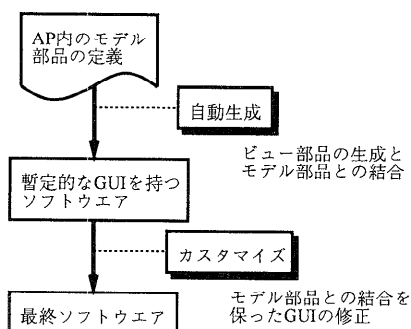 AP内のモデル
部品の定義
自動生成
ビュー部品の生成と
モデル部品との結合
暫定的なGUIを持つ
ソフトウエア
カスタマイズ
モデル部品との結合を
保ったGUIの修正
最終ソフトウエア